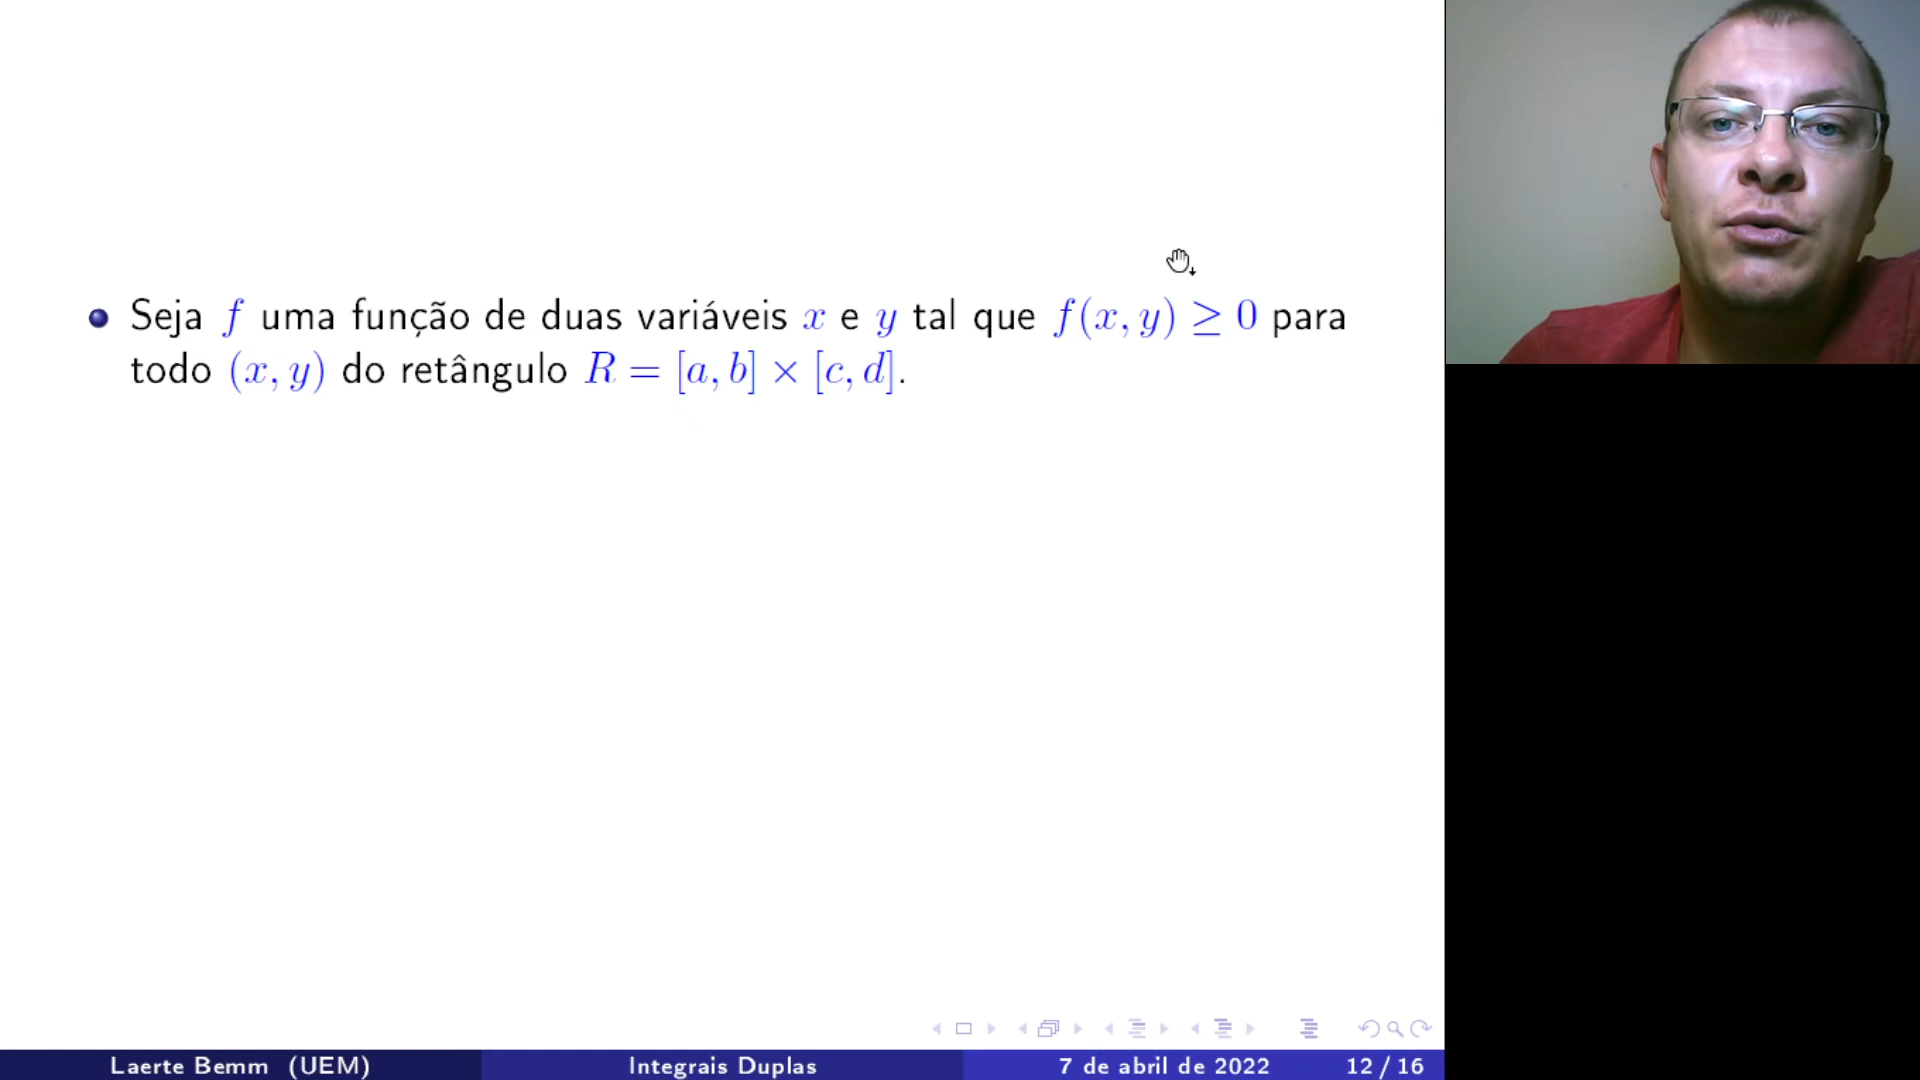 Seja f uma função de duas variáveis x e y tal que f(x, y) ≥ 0 para
todo (x, y) do retângulo R = [a, b] × [c, d].
Laerte Bemm (UEM) Integrais Duplas 7 de abril de 2022 12 / 16